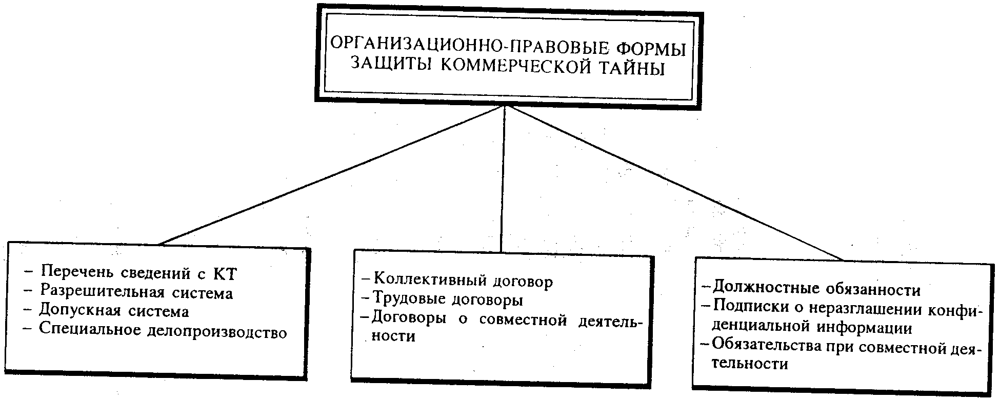 ОРГАНИЗАЦИОННО-ПРАВОВЫЕ ФОРМЫ
ЗАЩИТЫ КОММЕРЧЕСКОЙ ТАЙНЫ
– Перечень сведений с КТ
– Разрешительная система
– Допускная система
– Специальное делопроизводство
– Коллективный договор
– Трудовые договоры
– Договоры о совместной деятель-
ности
– Должностные обязанности
– Подписки о неразглашении конфи-
денциальной информации
– Обязательства при совместной дея-
тельности